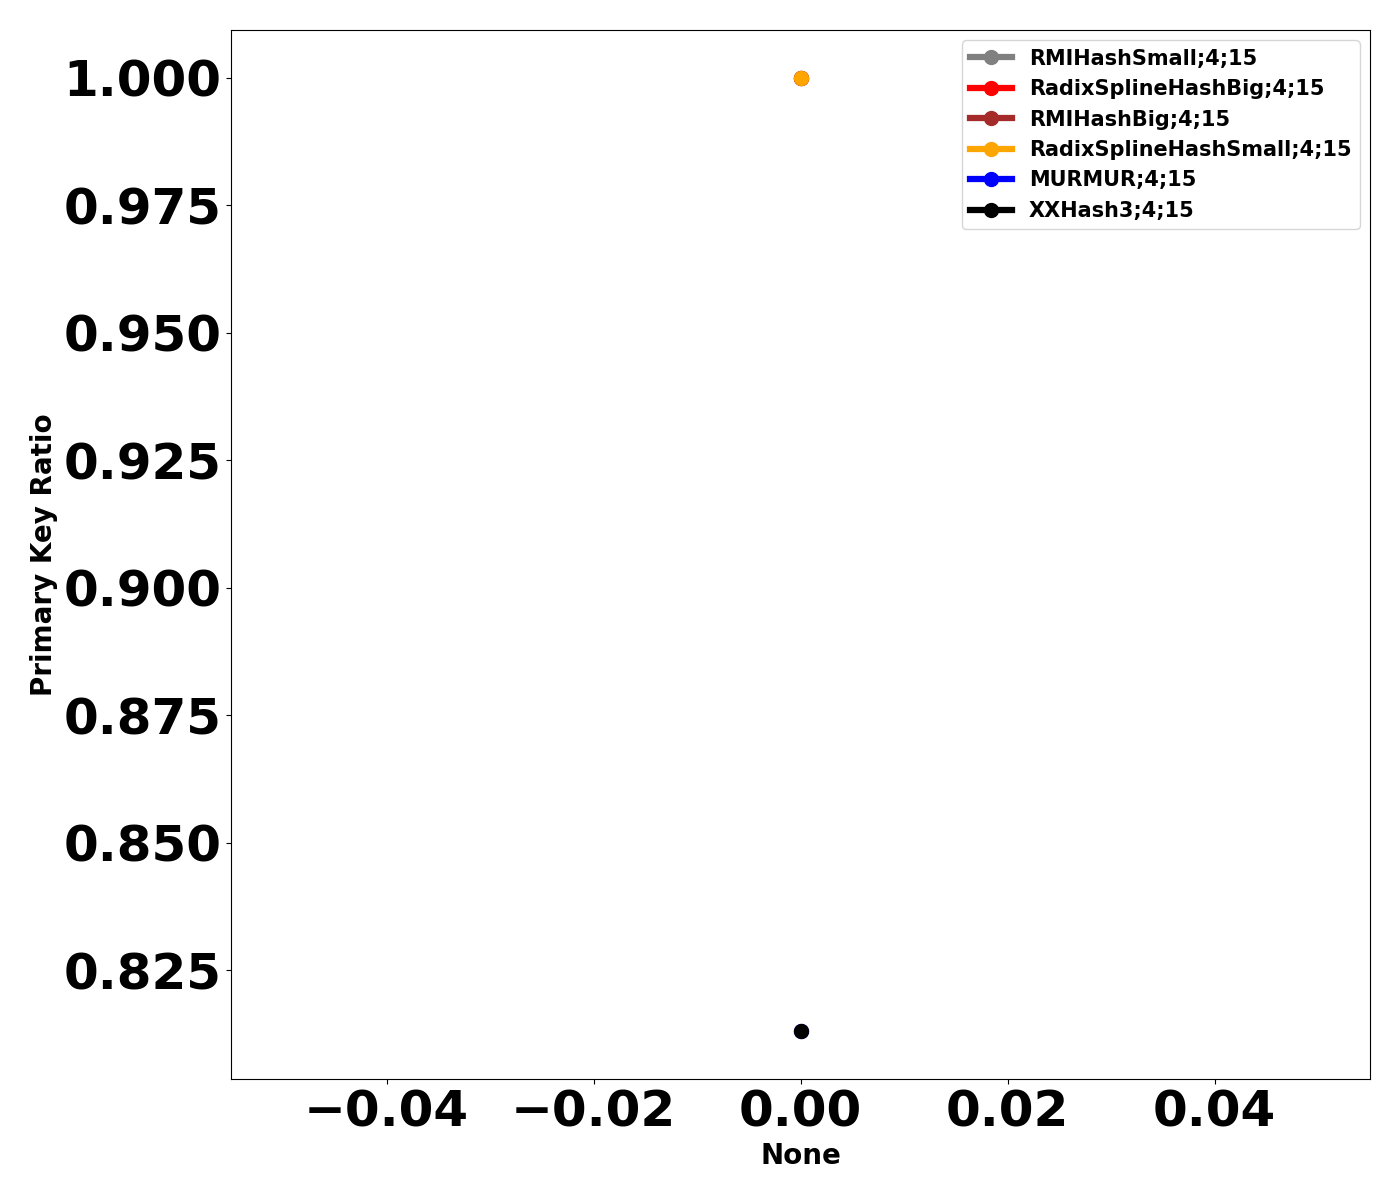 1.000
0.975
0.950
0.925
0.900
0.875
0.850
0.825
Primary Key Ratio
RMIHashSmall;4;15
RadixSplineHashBig;4;15
RMIHashBig;4;15
RadixSplineHashSmall;4;15
MURMUR;4;15
XXHash3;4;15
−0.04 −0.02 0.00 0.02 0.04
None